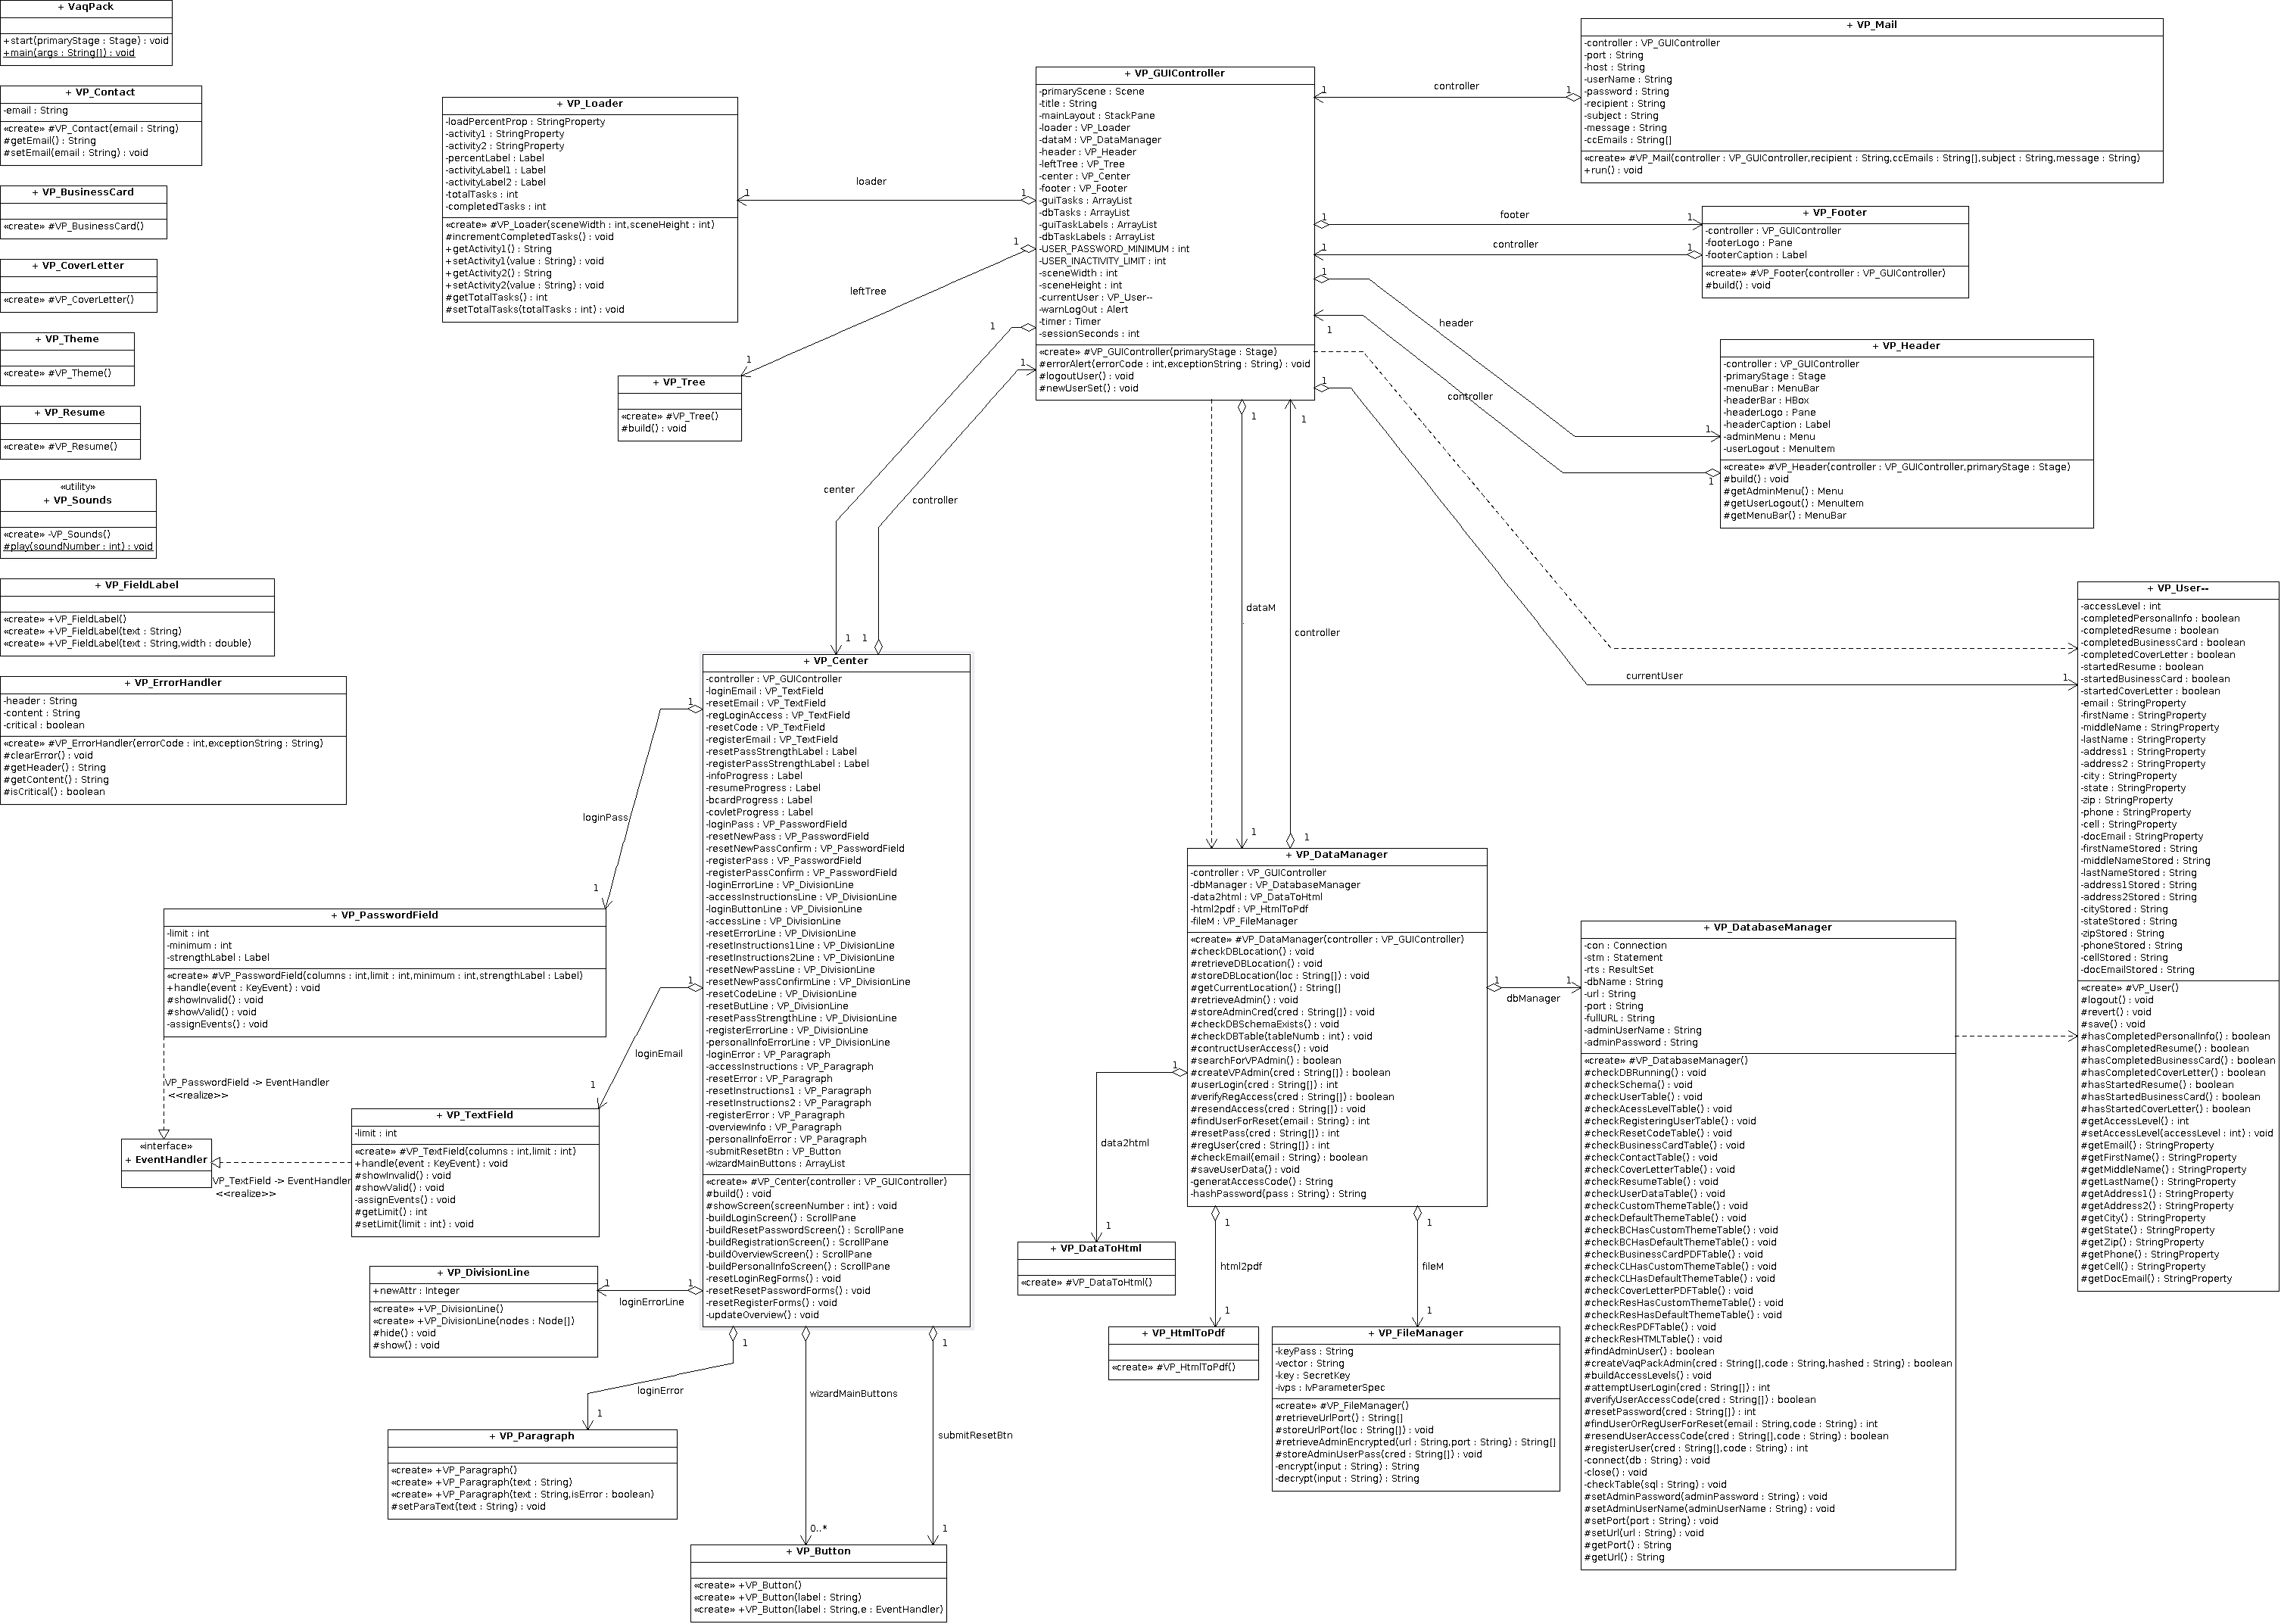 + VaqPack
+start(primaryStage : Stage) : void
+main(args : String[]) : void
+ VP_Contact
-email : String
«create» #VP_Contact(email : String)
#getEmail() : String
#setEmail(email : String) : void
+ VP_BusinessCard
«create» #VP_BusinessCard()
+ VP_CoverLetter
«create» #VP_CoverLetter()
+ VP_Theme
«create» #VP_Theme()
+ VP_Resume
«create» #VP_Resume()
«utility»
+ VP_Sounds
«create» -VP_Sounds()
#play(soundNumber : int) : void
+ VP_FieldLabel
«create» +VP_FieldLabel()
«create» +VP_FieldLabel(text : String)
«create» +VP_FieldLabel(text : String,width : double)
+ VP_ErrorHandler
-header : String
-content : String
-critical : boolean
«create» #VP_ErrorHandler(errorCode : int,exceptionString : String)
#clearError() : void
#getHeader() : String
#getContent() : String
#isCritical() : boolean
+ VP_Loader
-loadPercentProp : StringProperty
-activity1 : StringProperty
-activity2 : StringProperty
-percentLabel : Label
-activityLabel1 : Label
-activityLabel2 : Label
-totalTasks : int
-completedTasks : int
«create» #VP_Loader(sceneWidth : int,sceneHeight : int)
#incrementCompletedTasks() : void
+getActivity1() : String
+setActivity1(value : String) : void
+getActivity2() : String
+setActivity2(value : String) : void
#getTotalTasks() : int
#setTotalTasks(totalTasks : int) : void
1
loader
1
1
leftTree
1
+ VP_Tree
«create» #VP_Tree()
#build() : void
+ VP_GUIController
-primaryScene : Scene
-title : String
-mainLayout : StackPane
-loader : VP_Loader
-dataM : VP_DataManager
-header : VP_Header
-leftTree : VP_Tree
-center : VP_Center
-footer : VP_Footer
-guiTasks : ArrayList
-dbTasks : ArrayList
-guiTaskLabels : ArrayList
-dbTaskLabels : ArrayList
-USER_PASSWORD_MINIMUM : int
-USER_INACTIVITY_LIMIT : int
-sceneWidth : int
-sceneHeight : int
-currentUser : VP_User--
-warnLogOut : Alert
-timer : Timer
-sessionSeconds : int
«create» #VP_GUIController(primaryStage : Stage)
#errorAlert(errorCode : int,exceptionString : String) : void
#logoutUser() : void
#newUserSet() : void
1
controller
1
+ VP_Mail
-controller : VP_GUIController
-port : String
-host : String
-userName : String
-password : String
-recipient : String
-subject : String
-message : String
-ccEmails : String[]
«create» #VP_Mail(controller : VP_GUIController,recipient : String,ccEmails : String[],subject : String,message : String)
+run() : void
1
footer
1
1
controller
1
+ VP_Footer
-controller : VP_GUIController
-footerLogo : Pane
-footerCaption : Label
«create» #VP_Footer(controller : VP_GUIController)
#build() : void
1
header
1
1
controller
1
+ VP_Header
-controller : VP_GUIController
-primaryStage : Stage
-menuBar : MenuBar
-headerBar : HBox
-headerLogo : Pane
-headerCaption : Label
-adminMenu : Menu
-userLogout : MenuItem
«create» #VP_Header(controller : VP_GUIController,primaryStage : Stage)
#build() : void
#getAdminMenu() : Menu
#getUserLogout() : MenuItem
#getMenuBar() : MenuBar
1
center
1
1
controller
1
1
dataM
1
1
controller
1
1
currentUser
1
+ VP_User--
-accessLevel : int
-completedPersonalInfo : boolean
-completedResume : boolean
-completedBusinessCard : boolean
-completedCoverLetter : boolean
-startedResume : boolean
-startedBusinessCard : boolean
-startedCoverLetter : boolean
-email : StringProperty
-firstName : StringProperty
-middleName : StringProperty
-lastName : StringProperty
-address1 : StringProperty
-address2 : StringProperty
-city : StringProperty
-state : StringProperty
-zip : StringProperty
-phone : StringProperty
-cell : StringProperty
-docEmail : StringProperty
-firstNameStored : String
-middleNameStored : String
-lastNameStored : String
-address1Stored : String
-address2Stored : String
-cityStored : String
-stateStored : String
-zipStored : String
-phoneStored : String
-cellStored : String
-docEmailStored : String
«create» #VP_User()
#logout() : void
#revert() : void
#save() : void
#hasCompletedPersonalInfo() : boolean
#hasCompletedResume() : boolean
#hasCompletedBusinessCard() : boolean
#hasCompletedCoverLetter() : boolean
#hasStartedResume() : boolean
#hasStartedBusinessCard() : boolean
#hasStartedCoverLetter() : boolean
#getAccessLevel() : int
#setAccessLevel(accessLevel : int) : void
#getEmail() : StringProperty
#getFirstName() : StringProperty
#getMiddleName() : StringProperty
#getLastName() : StringProperty
#getAddress1() : StringProperty
#getAddress2() : StringProperty
#getCity() : StringProperty
#getState() : StringProperty
#getZip() : StringProperty
#getPhone() : StringProperty
#getCell() : StringProperty
#getDocEmail() : StringProperty
+ VP_Center
-controller : VP_GUIController
-loginEmail : VP_TextField
-resetEmail : VP_TextField
-regLoginAccess : VP_TextField
-resetCode : VP_TextField
-registerEmail : VP_TextField
-resetPassStrengthLabel : Label
-registerPassStrengthLabel : Label
-infoProgress : Label
-resumeProgress : Label
-bcardProgress : Label
-covletProgress : Label
-loginPass : VP_PasswordField
-resetNewPass : VP_PasswordField
-resetNewPassConfirm : VP_PasswordField
-registerPass : VP_PasswordField
-registerPassConfirm : VP_PasswordField
-loginErrorLine : VP_DivisionLine
-accessInstructionsLine : VP_DivisionLine
-loginButtonLine : VP_DivisionLine
-accessLine : VP_DivisionLine
-resetErrorLine : VP_DivisionLine
-resetInstructions1Line : VP_DivisionLine
-resetInstructions2Line : VP_DivisionLine
-resetNewPassLine : VP_DivisionLine
-resetNewPassConfirmLine : VP_DivisionLine
-resetCodeLine : VP_DivisionLine
-resetButLine : VP_DivisionLine
-resetPassStrengthLine : VP_DivisionLine
-registerErrorLine : VP_DivisionLine
-personalInfoErrorLine : VP_DivisionLine
-loginError : VP_Paragraph
-accessInstructions : VP_Paragraph
-resetError : VP_Paragraph
-resetInstructions1 : VP_Paragraph
-resetInstructions2 : VP_Paragraph
-registerError : VP_Paragraph
-overviewInfo : VP_Paragraph
-personalInfoError : VP_Paragraph
-submitResetBtn : VP_Button
-wizardMainButtons : ArrayList
«create» #VP_Center(controller : VP_GUIController)
#build() : void
#showScreen(screenNumber : int) : void
-buildLoginScreen() : ScrollPane
-buildResetPasswordScreen() : ScrollPane
-buildRegistrationScreen() : ScrollPane
-buildOverviewScreen() : ScrollPane
-buildPersonalInfoScreen() : ScrollPane
-resetLoginRegForms() : void
-resetResetPasswordForms() : void
-resetRegisterForms() : void
-updateOverview() : void
1
loginPass
1
+ VP_PasswordField
-limit : int
-minimum : int
-strengthLabel : Label
«create» #VP_PasswordField(columns : int,limit : int,minimum : int,strengthLabel : Label)
+handle(event : KeyEvent) : void
#showInvalid() : void
#showValid() : void
-assignEvents() : void
1
loginEmail
1
VP_PasswordField -> EventHandler
<<realize>>
«interface»
+ EventHandler
VP_TextField -> EventHandler
<<realize>>
+ VP_TextField
-limit : int
«create» #VP_TextField(columns : int,limit : int)
+handle(event : KeyEvent) : void
#showInvalid() : void
#showValid() : void
-assignEvents() : void
#getLimit() : int
#setLimit(limit : int) : void
+ VP_DivisionLine
+newAttr : Integer
«create» +VP_DivisionLine()
«create» +VP_DivisionLine(nodes : Node[])
#hide() : void
#show() : void
1
loginErrorLine
1
1
loginError
1
+ VP_Paragraph
«create» +VP_Paragraph()
«create» +VP_Paragraph(text : String)
«create» +VP_Paragraph(text : String,isError : boolean)
#setParaText(text : String) : void
wizardMainButtons
0..*
1
submitResetBtn
1
+ VP_Button
«create» +VP_Button()
«create» +VP_Button(label : String)
«create» +VP_Button(label : String,e : EventHandler)
+ VP_DataManager
-controller : VP_GUIController
-dbManager : VP_DatabaseManager
-data2html : VP_DataToHtml
-html2pdf : VP_HtmlToPdf
-fileM : VP_FileManager
«create» #VP_DataManager(controller : VP_GUIController)
#checkDBLocation() : void
#retrieveDBLocation() : void
#storeDBLocation(loc : String[]) : void
#getCurrentLocation() : String[]
#retrieveAdmin() : void
#storeAdminCred(cred : String[]) : void
#checkDBSchemaExists() : void
#checkDBTable(tableNumb : int) : void
#contructUserAccess() : void
#searchForVPAdmin() : boolean
#createVPAdmin(cred : String[]) : boolean
#userLogin(cred : String[]) : int
#verifyRegAccess(cred : String[]) : boolean
#resendAccess(cred : String[]) : void
#findUserForReset(email : String) : int
#resetPass(cred : String[]) : int
#regUser(cred : String[]) : int
#checkEmail(email : String) : boolean
#saveUserData() : void
-generatAccessCode() : String
-hashPassword(pass : String) : String
1
dbManager
1
1
data2html
1
+ VP_DataToHtml
«create» #VP_DataToHtml()
1
html2pdf
1
+ VP_HtmlToPdf
«create» #VP_HtmlToPdf()
1
fileM
1
+ VP_FileManager
-keyPass : String
-vector : String
-key : SecretKey
-ivps : IvParameterSpec
«create» #VP_FileManager()
#retrieveUrlPort() : String[]
#storeUrlPort(loc : String[]) : void
#retrieveAdminEncrypted(url : String,port : String) : String[]
#storeAdminUserPass(cred : String[]) : void
-encrypt(input : String) : String
-decrypt(input : String) : String
+ VP_DatabaseManager
-con : Connection
-stm : Statement
-rts : ResultSet
-dbName : String
-url : String
-port : String
-fullURL : String
-adminUserName : String
-adminPassword : String
«create» #VP_DatabaseManager()
#checkDBRunning() : void
#checkSchema() : void
#checkUserTable() : void
#checkAcessLevelTable() : void
#checkRegisteringUserTable() : void
#checkResetCodeTable() : void
#checkBusinessCardTable() : void
#checkContactTable() : void
#checkCoverLetterTable() : void
#checkResumeTable() : void
#checkUserDataTable() : void
#checkCustomThemeTable() : void
#checkDefaultThemeTable() : void
#checkBCHasCustomThemeTable() : void
#checkBCHasDefaultThemeTable() : void
#checkBusinessCardPDFTable() : void
#checkCLHasCustomThemeTable() : void
#checkCLHasDefaultThemeTable() : void
#checkCoverLetterPDFTable() : void
#checkResHasCustomThemeTable() : void
#checkResHasDefaultThemeTable() : void
#checkResPDFTable() : void
#checkResHTMLTable() : void
#findAdminUser() : boolean
#createVaqPackAdmin(cred : String[],code : String,hashed : String) : boolean
#buildAccessLevels() : void
#attemptUserLogin(cred : String[]) : int
#verifyUserAccessCode(cred : String[]) : boolean
#resetPassword(cred : String[]) : int
#findUserOrRegUserForReset(email : String,code : String) : int
#resendUserAccessCode(cred : String[],code : String) : boolean
#registerUser(cred : String[],code : String) : int
-connect(db : String) : void
-close() : void
-checkTable(sql : String) : void
#setAdminPassword(adminPassword : String) : void
#setAdminUserName(adminUserName : String) : void
#setPort(port : String) : void
#setUrl(url : String) : void
#getPort() : String
#getUrl() : String